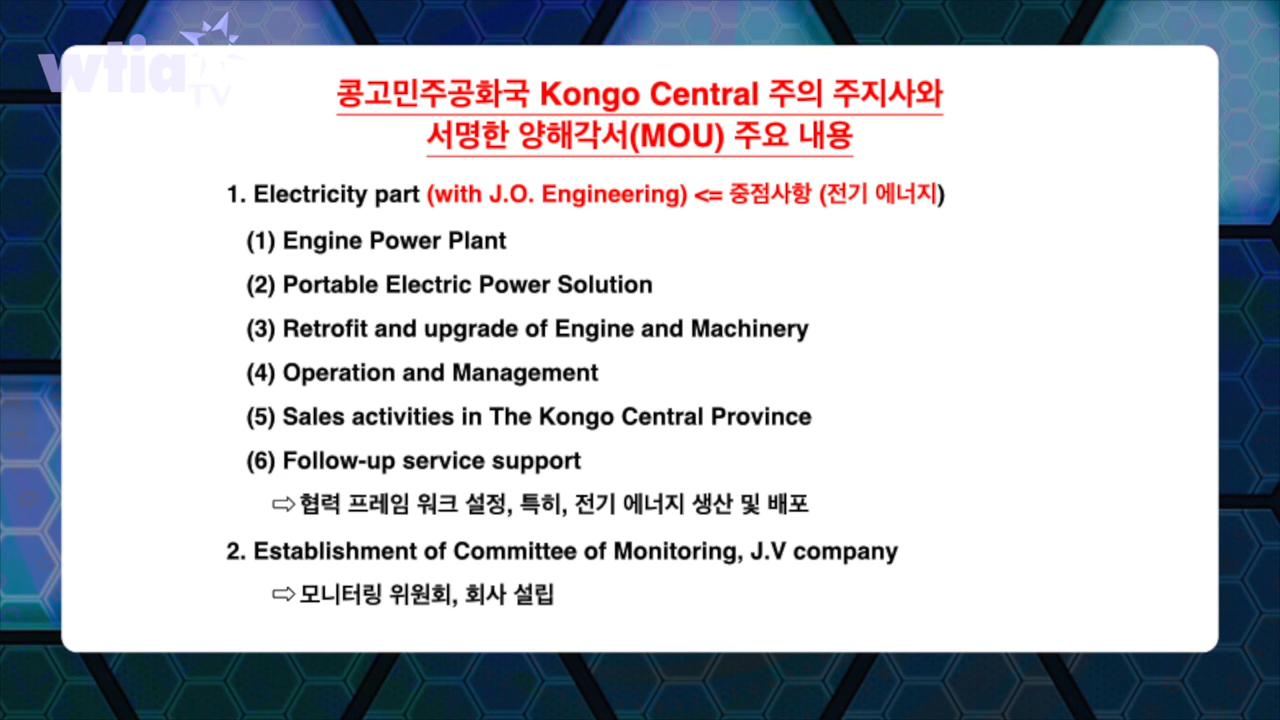 wtia
TV
콩고민주공화국 Kongo Central 주의 주지사와
서명한 양해각서(MOU) 주요 내용
1. Electricity part (with J.O. Engineering) <= 중점사항 (전기 에너지)
(1) Engine Power Plant
(2) Portable Electric Power Solution
(3) Retrofit and upgrade of Engine and Machinery
(4) Operation and Management
(5) Sales activities in The Kongo Central Province
(6) Follow-up service support
⇨ 협력 프레임 워크 설정, 특히, 전기 에너지 생산 및 배포
2. Establishment of Committee of Monitoring, J.V company
⇨ 모니터링 위원회, 회사 설립